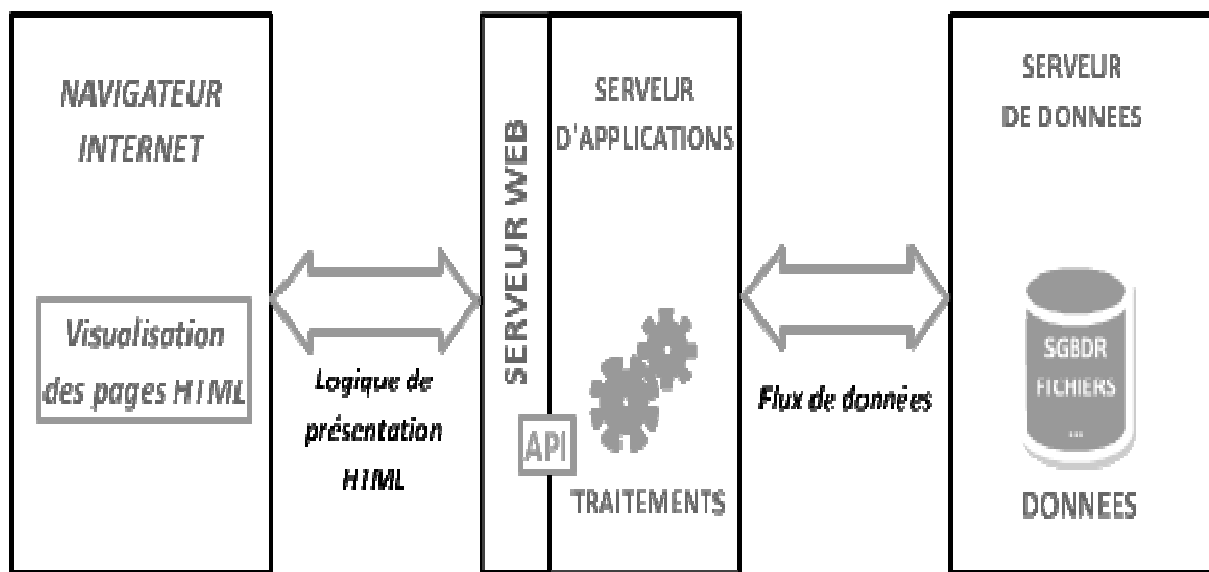 NAVIGATEUR
INTERNET
Visualisation
des pages HTML
Logique de
présentation
HTML
SERVEUR WEB
API
SERVEUR
D'APPLICATIONS
TRAITEMENTS
Flux de données
SERVEUR
DE DONNEES
SGBDR
FICHIERS
...
DONNEES